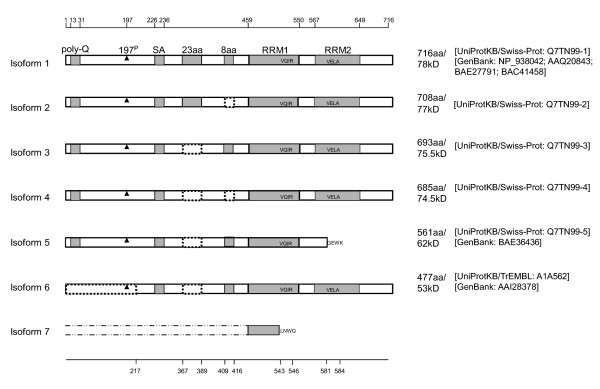 1 13 31 197 226 236 459 550 567 649 716
poly-Q 197P SA 23aa 8aa RRM1 RRM2
Isoform 1 VQIR VELA 716aa/ 78kD [UniProtKB/Swiss-Prot: Q7TN99-1]
[GenBank: NP_938042; AAQ20843;
BAE27791; BAC41458]
Isoform 2 VQIR VELA 708aa/ 77kD [UniProtKB/Swiss-Prot: Q7TN99-2]
Isoform 3 VQIR VELA 693aa/ 75.5kD [UniProtKB/Swiss-Prot: Q7TN99-3]
Isoform 4 VQIR VELA 685aa/ 74.5kD [UniProtKB/Swiss-Prot: Q7TN99-4]
Isoform 5 VQIR GEWK 561aa/ 62kD [UniProtKB/Swiss-Prot: Q7TN99-5]
[GenBank: BAE36436]
Isoform 6 VQIR VELA 477aa/ 53kD [UniProtKB/TrEMBL: A1A562]
[GenBank: AAI28378]
Isoform 7
217 367 389 409 416 543 546 581 584